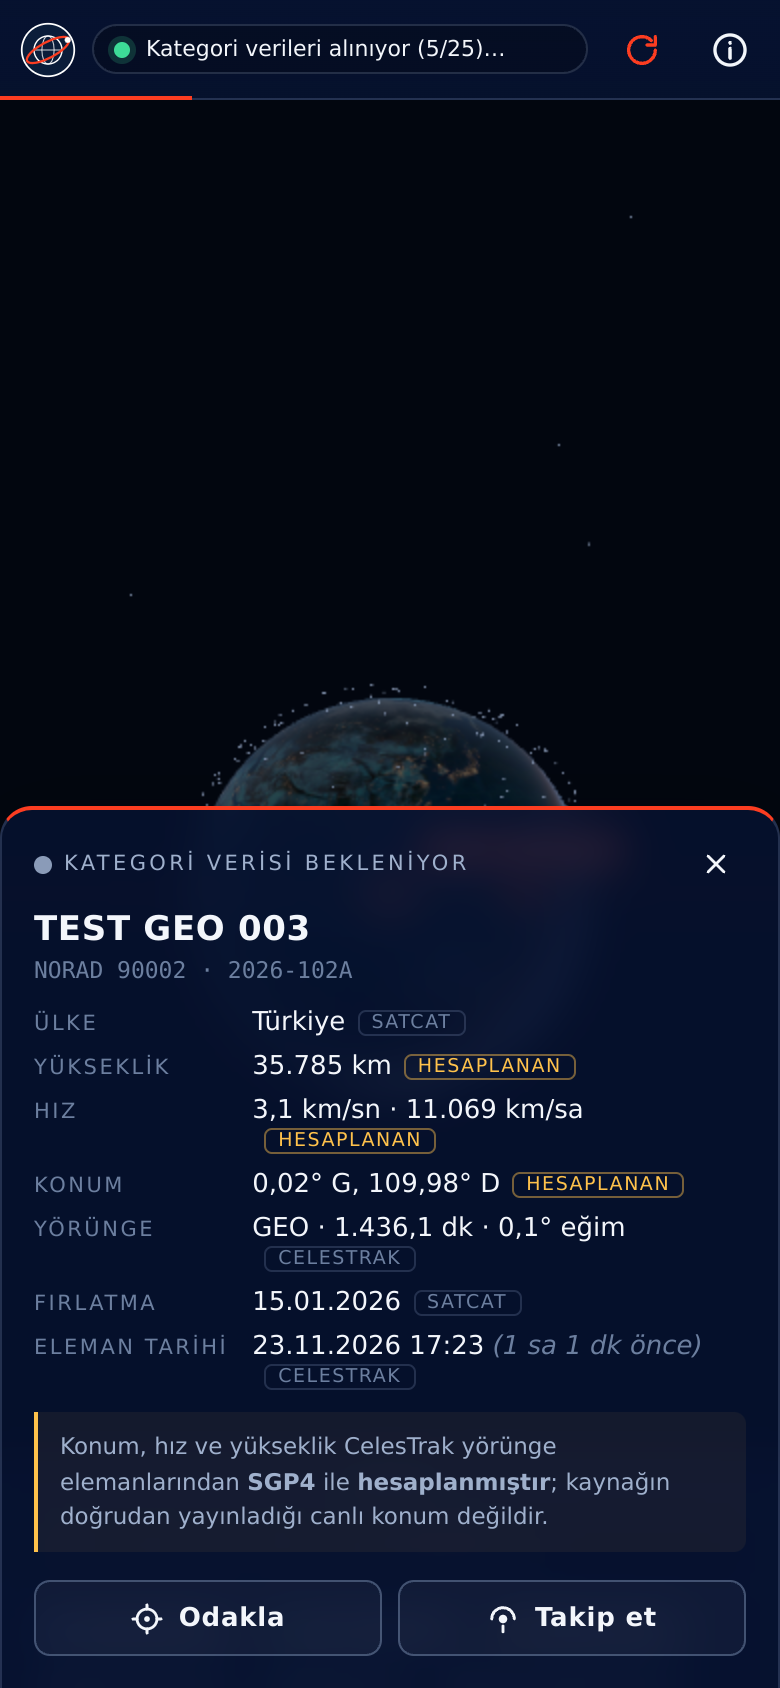 Kategori verileri alınıyor (5/25)...
KATEGORİ VERİSİ BEKLENİYOR
TEST GEO 003
NORAD 90002 · 2026-102A
ÜLKE Türkiye SATCAT
YÜKSEKLİK 35.785 km HESAPLANAN
HIZ 3,1 km/sn · 11.069 km/sa
HESAPLANAN
KONUM 0,02° G, 109,98° D HESAPLANAN
YÖRÜNGE GEO · 1.436,1 dk · 0,1° eğim
CELESTRAK
FIRLATMA 15.01.2026 SATCAT
ELEMAN TARİHİ 23.11.2026 17:23 (1 sa 1 dk önce)
CELESTRAK
Konum, hız ve yükseklik CelesTrak yörünge
elemanlarından SGP4 ile hesaplanmıştır; kaynağın
doğrudan yayınladığı canlı konum değildir.
Odakla Takip et